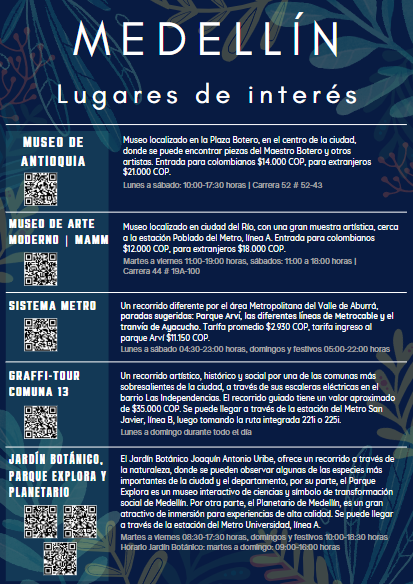 MEDELLÍN
Lugares de interés
MUSEO DE
ANTIOQUIA
Museo localizado en la Plaza Botero, en el centro de la ciudad,
donde se puede encontrar piezas del Maestro Botero y otros
artistas. Entrada para colombianos $14.000 COP, para extranjeros
$21.000 COP.
Lunes a sábado: 10:00-17:30 horas | Carrera 52 # 52-43
MUSEO DE ARTE
MODERNO | MAMM
Museo localizado en ciudad del Río, con una gran muestra artística, cerca
a la estación Poblado del Metro, línea A. Entrada para colombianos
$12.000 COP, para extranjeros $18.000 COP.
Martes a viernes 11:00-19:00 horas, sábados: 11:00 a 18:00 horas |
Carrera 44 # 19A-100
SISTEMA METRO
Un recorrido diferente por el área Metropolitana del Valle de Aburrá,
paradas sugeridas: Parque Arví, las diferentes líneas de Metrocable y el
tranvía de Ayacucho. Tarifa promedio $2.930 COP, tarifa ingreso al
parque Arví $11.150 COP.
Lunes a sábado 04:30-23:00 horas, domingos y festivos 05:00-22:00 horas
GRAFFI-TOUR
COMUNA 13
Un recorrido artístico, histórico y social por una de las comunas más
sobresalientes de la ciudad, a través de sus escaleras eléctricas en el
barrio Las Independencias. El recorrido guiado tiene un valor aproximado
de $35.000 COP. Se puede llegar a través de la estación del Metro San
Javier, línea B, luego tomando la ruta integrada 221i o 225i.
Lunes a domingo durante todo el día
JARDÍN BOTÁNICO,
PARQUE EXPLORA Y
PLANETARIO
El Jardín Botánico Joaquín Antonio Uribe, ofrece un recorrido a través de
la naturaleza, donde se pueden observar algunas de las especies más
importantes de la ciudad y el departamento, por su parte, el Parque
Explora es un museo interactivo de ciencias y símbolo de transformación
social de Medellín. Por otra parte, el Planetario de Medellín, es un gran
atractivo de inmersión para experiencias de alta calidad. Se puede llegar
a través de la estación del Metro Universidad, línea A.
Martes a viernes 08:30-17:30 horas, domingos y festivos 10:00-18:30 horas
Horario Jardín Botánico: martes a domingo: 09:00-16:00 horas